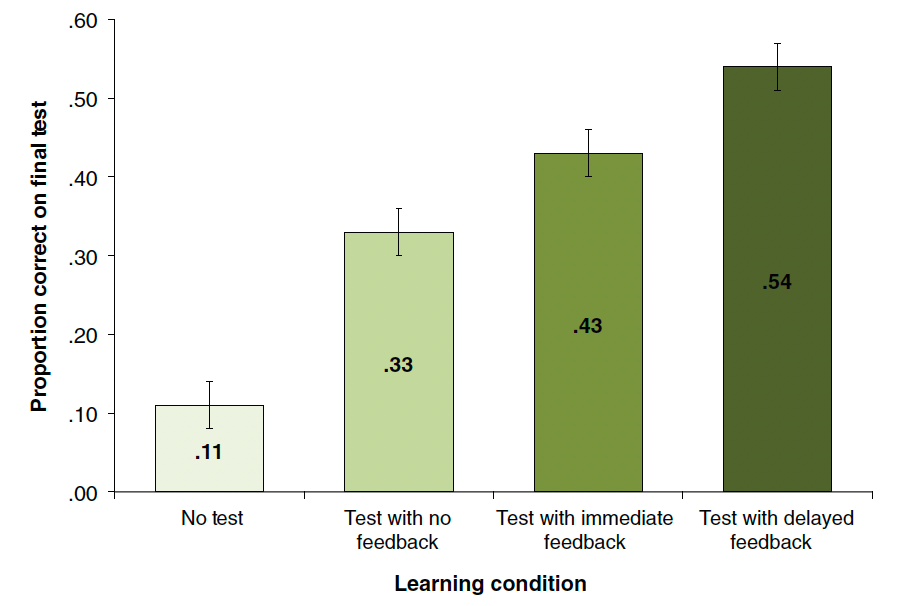 .60
.50
.40
.30
.20
.10
.00
Proportion correct on final test
.11
.33
.43
.54
No test
Test with no
feedback
Test with immediate
feedback
Test with delayed
feedback
Learning condition